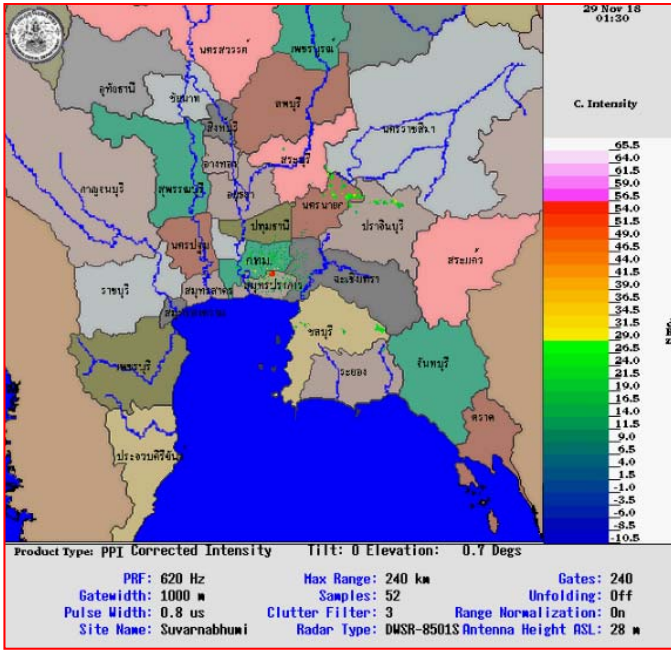 29 Nov 18
01:30
นครสวรรค์
เพชรบูรณ์
อุทัยธานี
ชัยนาท
ลพบุรี
สิงหบุรี
นครราชสีมา
อ่างทอง
สระบุรี
กาญจนบุรี
สุพรรณบุรี
อยุธยา
นครนายก
ปราจีนบุรี
ปทุมธานี
นครปฐม
กทม.
สระแก้ว
ราชบุรี
สมุทรสาคร
สมุทรปราการ
ฉะเชิงเทรา
ชลบุรี
เพชรบุรี
ระยอง
จันทบุรี
ตราด
ประจวบคีรีขันธ์
C. Intensity
65.5
64.0
61.5
59.0
56.5
54.0
51.5
49.0
46.5
44.0
41.5
39.0
36.5
34.0
31.5
29.0
26.5
24.0
21.5
19.0
16.5
14.0
11.5
9.0
6.5
4.0
1.5
-1.0
-3.5
-6.0
-8.5
-10.5
Product Type: PPI Corrected Intensity Tilt: 0 Elevation: 0.7 Degs
PRF: 620 Hz Max Range: 240 km Gates: 240
Gatewidth: 1000 m Samples: 52 Unfolding: Off
Pulse Width: 0.8 us Clutter Filter: 3 Range Normalization: On
Site Name: Suvarnabhumi Radar Type: DWSR-8501S Antenna Height ASL: 28 m